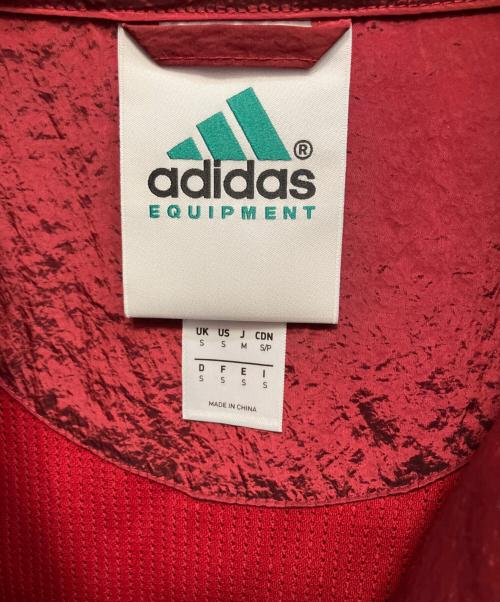 ®
adidas
EQUIPMENT
UK US J CDN
S S M S/P
D F E I
S S S S
MADE IN CHINA